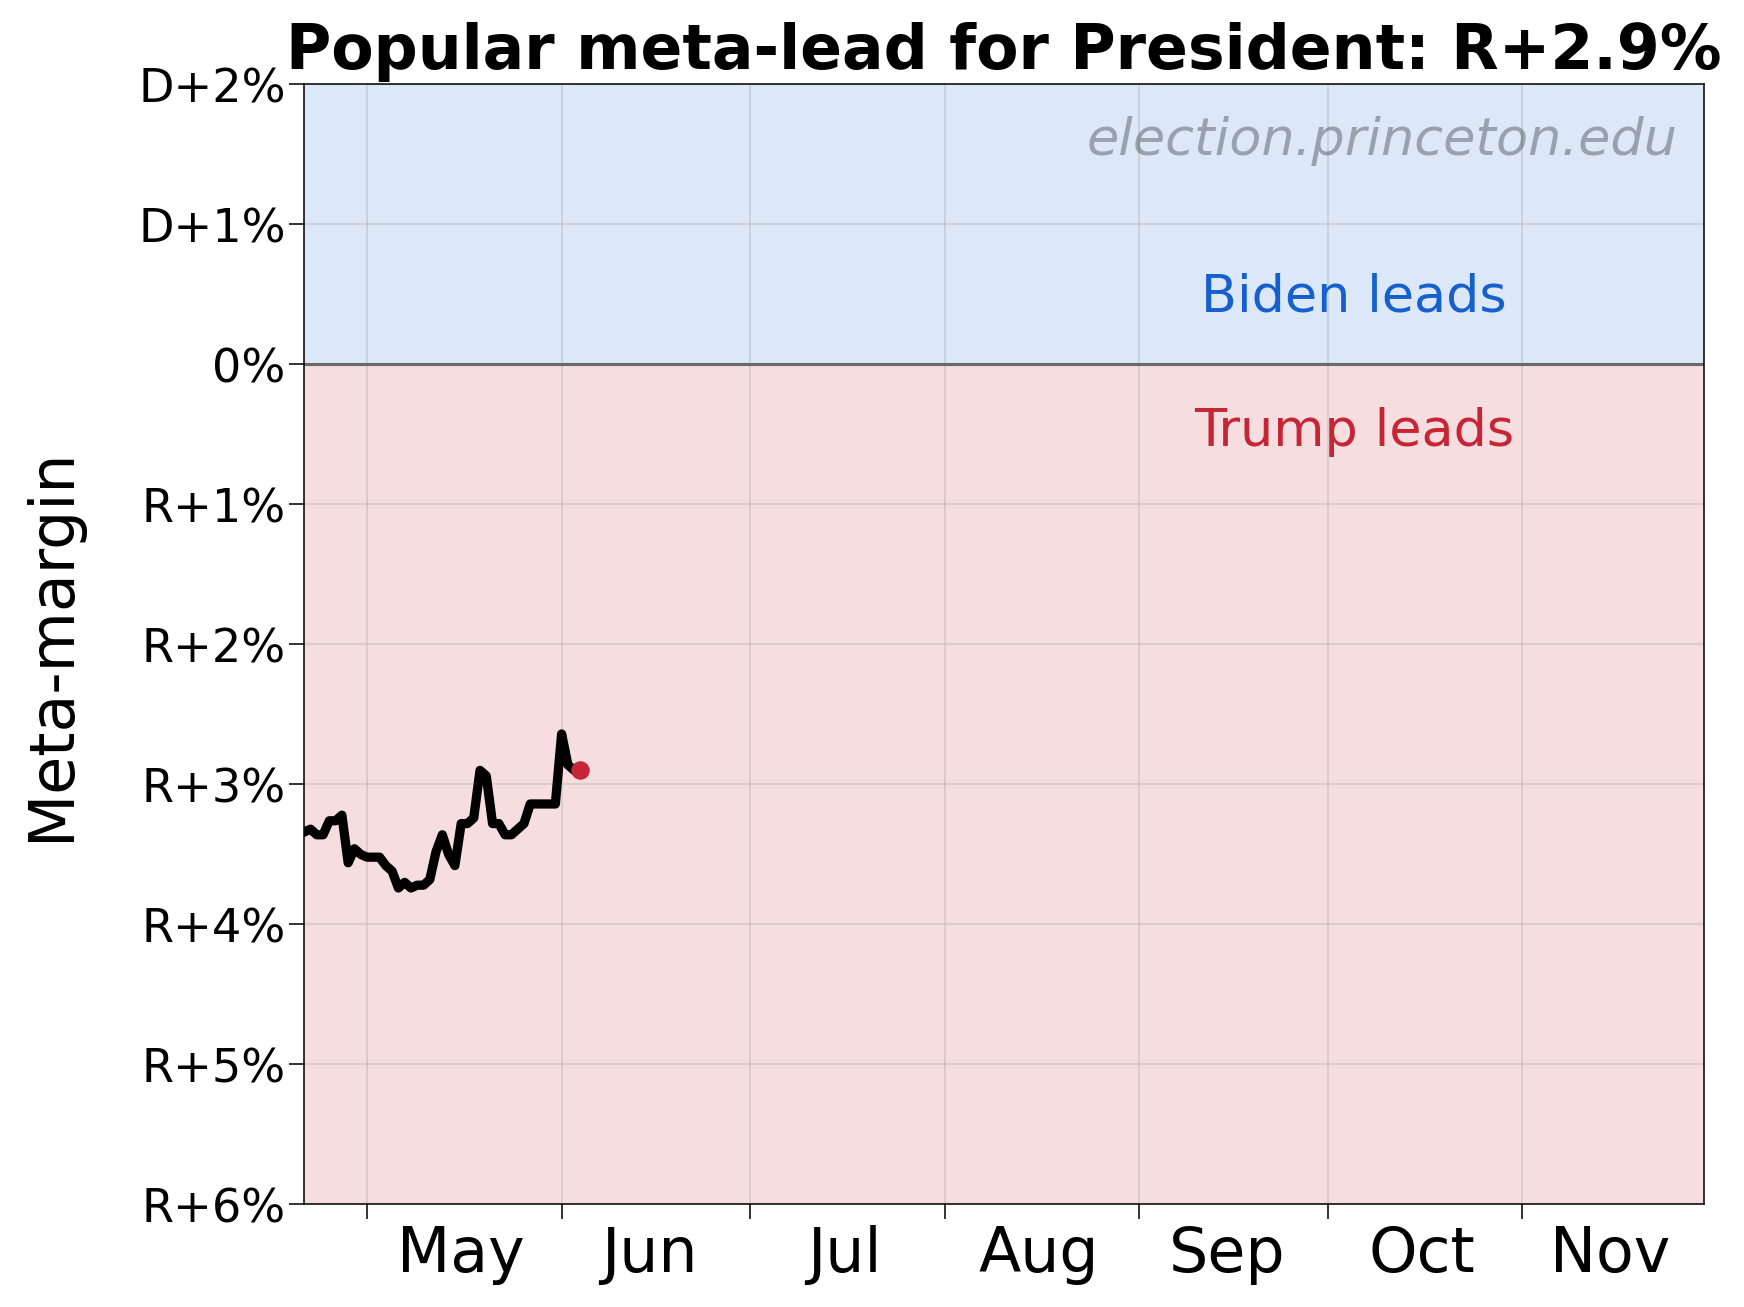 Popular meta-lead for President: R+2.9%
election.princeton.edu
Biden leads
Trump leads
Meta-margin
D+2%
D+1%
0%
R+1%
R+2%
R+3%
R+4%
R+5%
R+6%
May Jun Jul Aug Sep Oct Nov